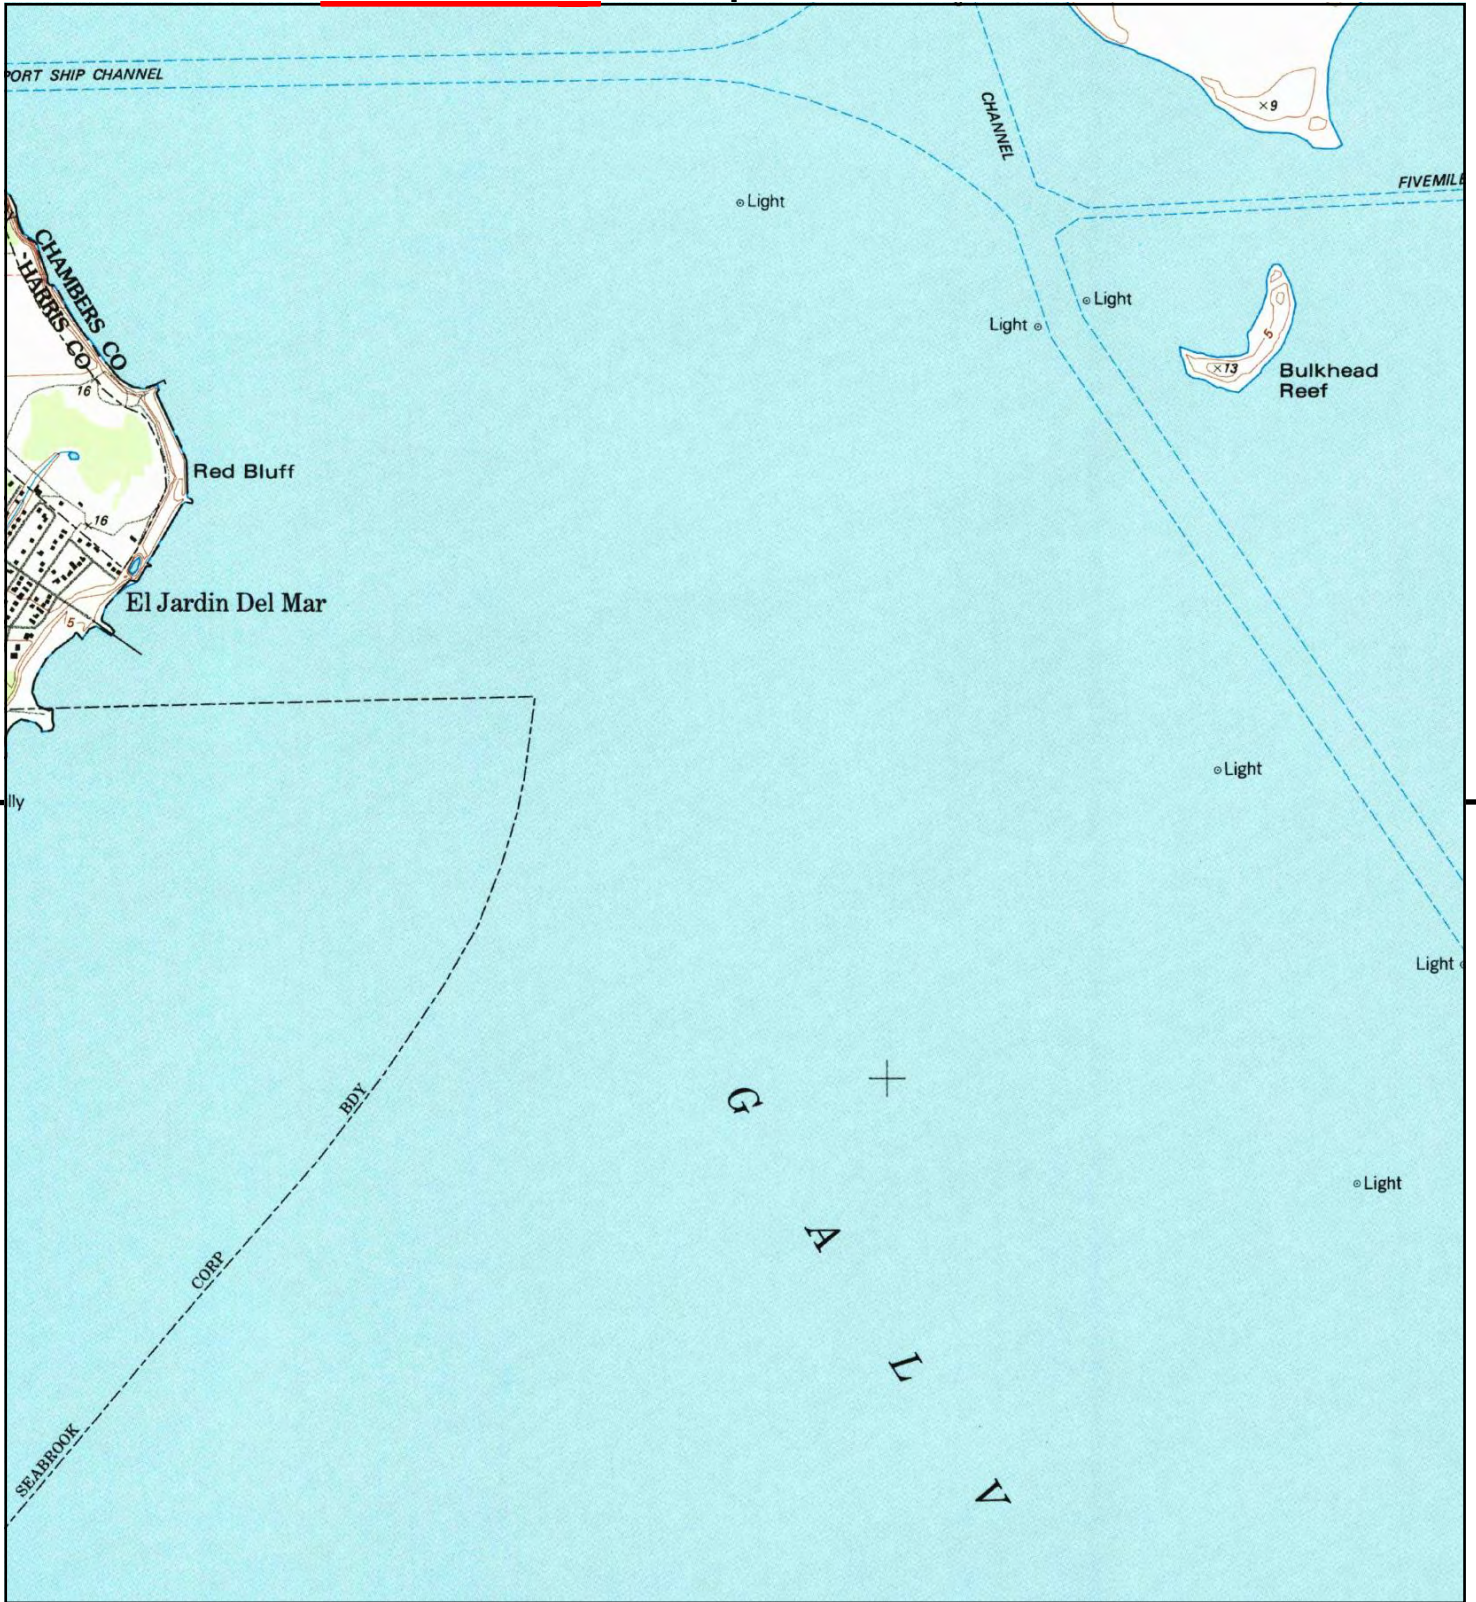 PORT SHIP CHANNEL
CHANNEL
×9
FIVEMILE
Light
CHAMBERS CO
HARRIS CO
Light
Light
5
×13
Bulkhead
Reef
16
Red Bluff
16
El Jardin Del Mar
5
Light
lly
Light
BDY
G
Light
A
CORP
L
SEABROOK
V